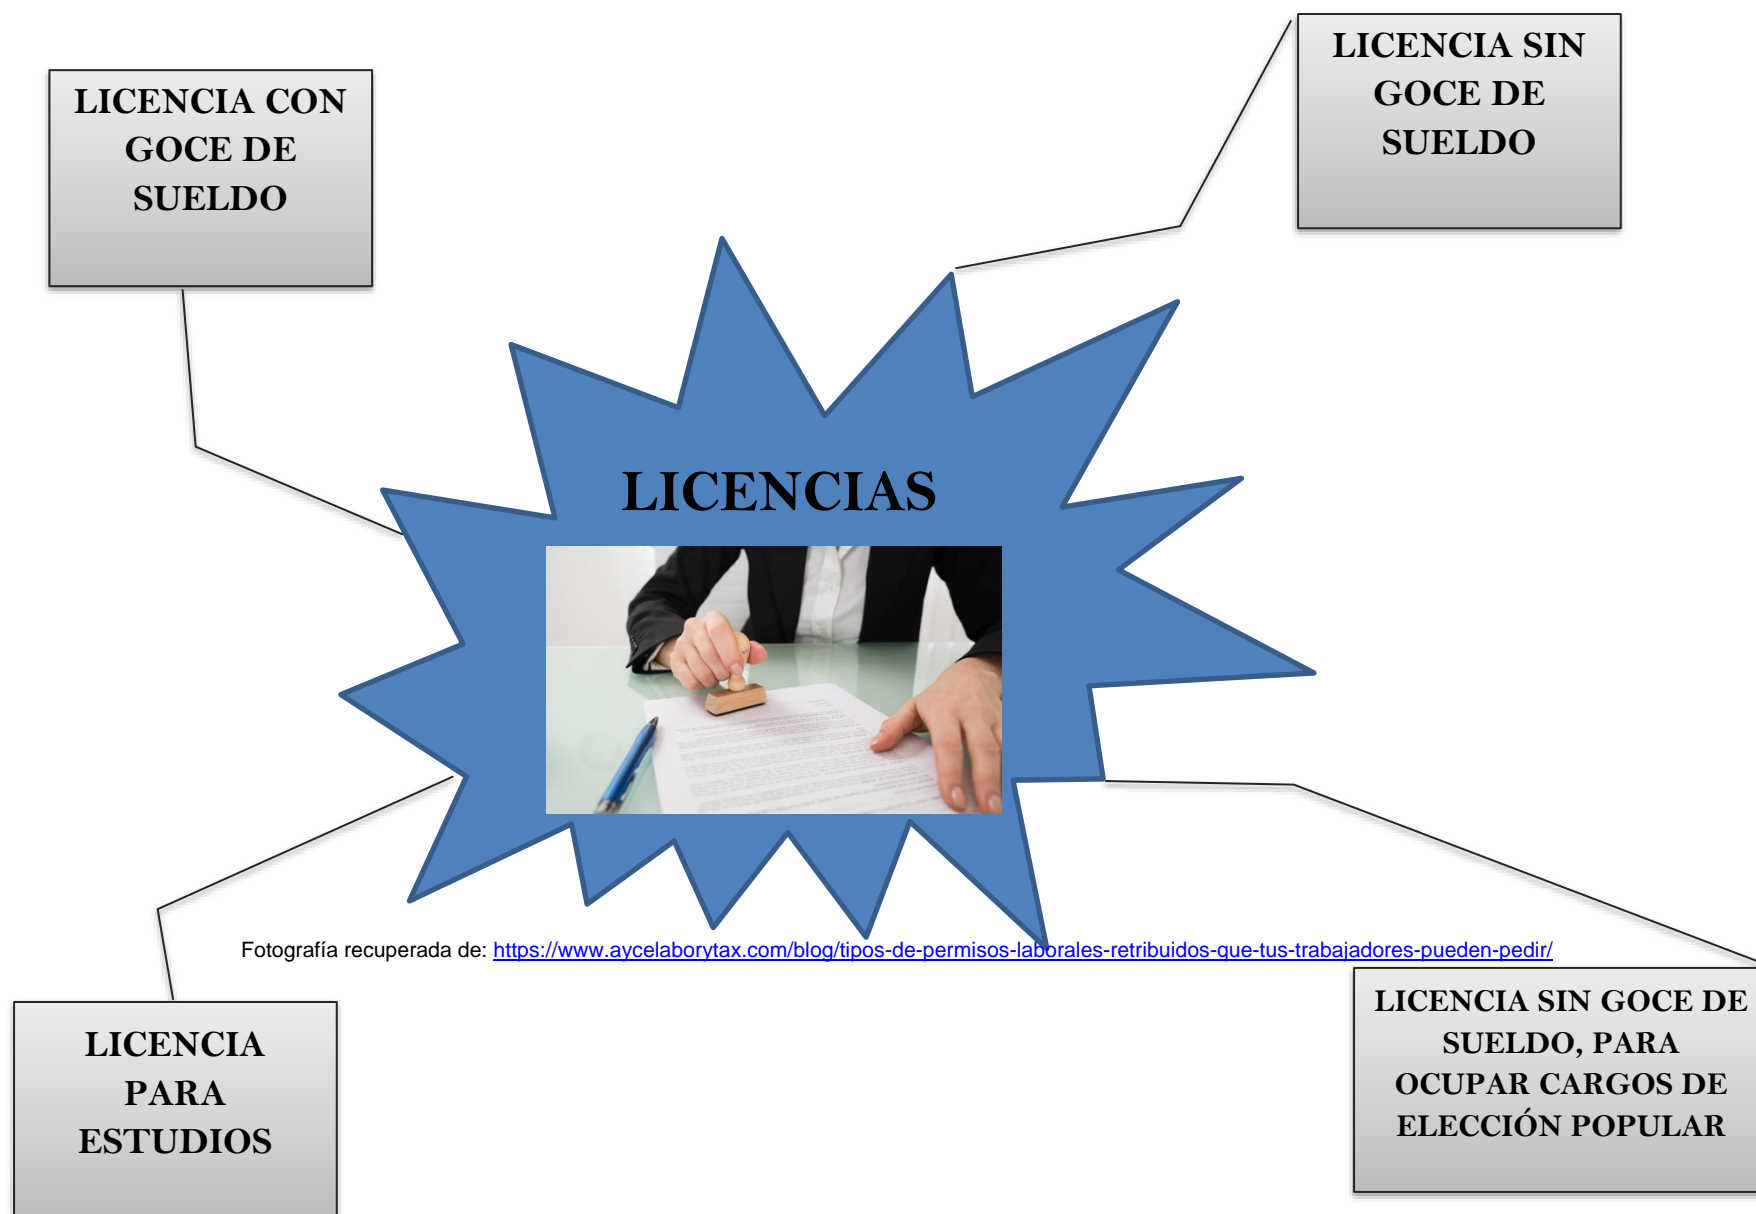 LICENCIA CON
GOCE DE
SUELDO
LICENCIA SIN
GOCE DE
SUELDO
LICENCIAS
Fotografía recuperada de: https://www.aycelaborytax.com/blog/tipos-de-permisos-laborales-retribuidos-que-tus-trabajadores-pueden-pedir/
LICENCIA
PARA
ESTUDIOS
LICENCIA SIN GOCE DE
SUELDO, PARA
OCUPAR CARGOS DE
ELECCIÓN POPULAR